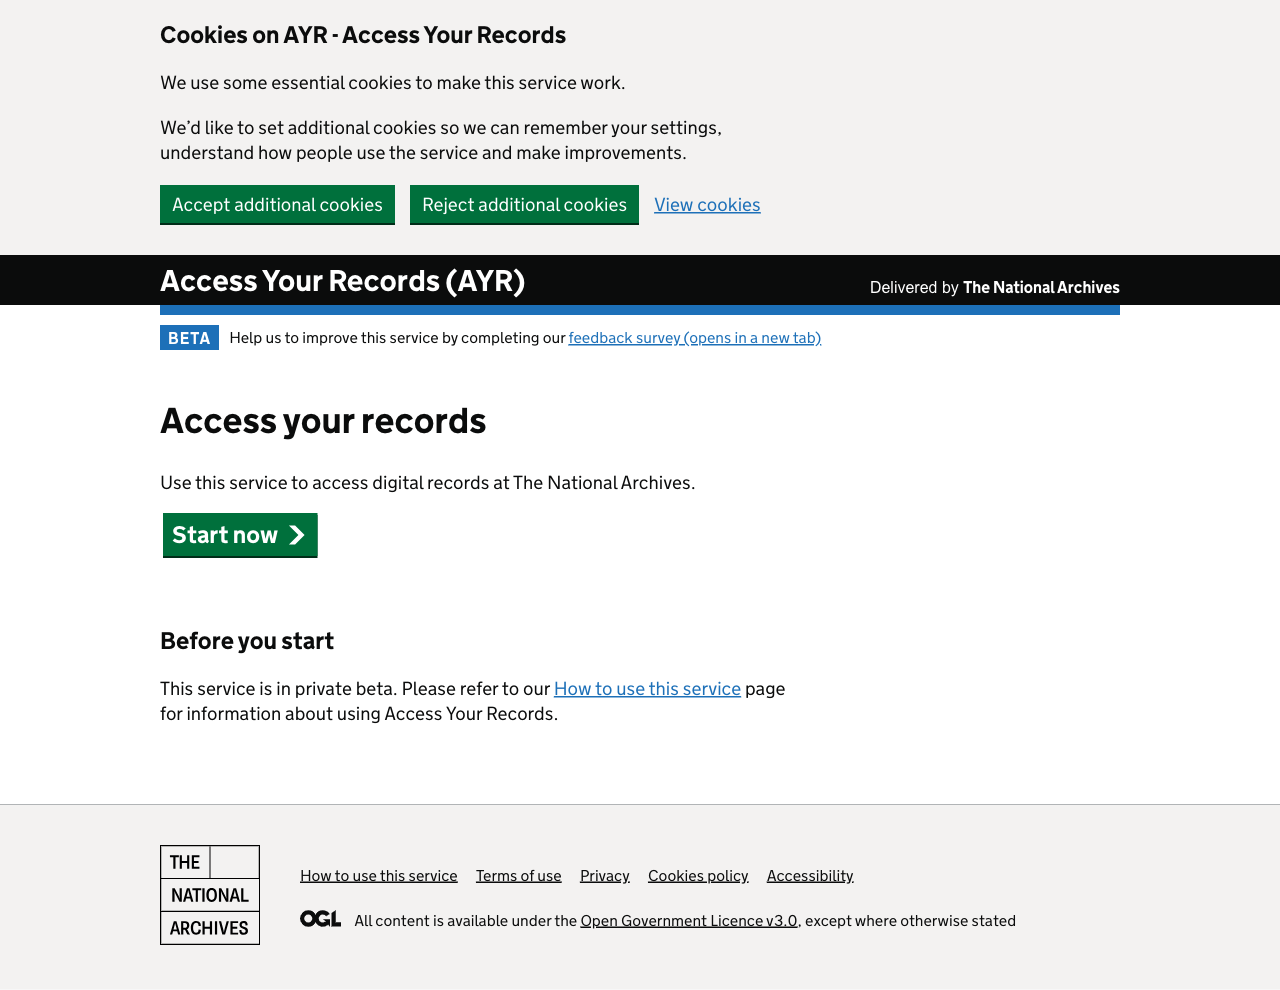 Cookies on AYR - Access Your Records
We use some essential cookies to make this service work.
We’d like to set additional cookies so we can remember your settings,
understand how people use the service and make improvements.
Accept additional cookies Reject additional cookies View cookies
Access Your Records (AYR) Delivered by The National Archives
BETA Help us to improve this service by completing our feedback survey (opens in a new tab)
Access your records
Use this service to access digital records at The National Archives.
Start now
Before you start
This service is in private beta. Please refer to our How to use this service page
for information about using Access Your Records.
THE
NATIONAL
ARCHIVES
How to use this service Terms of use Privacy Cookies policy Accessibility
OGL All content is available under the Open Government Licence v3.0, except where otherwise stated